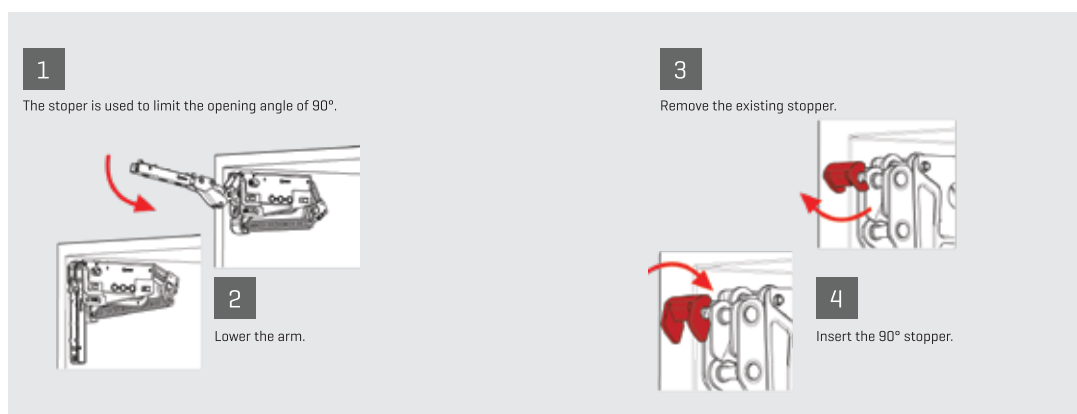 1
The stoper is used to limit the opening angle of 90°.
2
Lower the arm.
3
Remove the existing stopper.
4
Insert the 90° stopper.